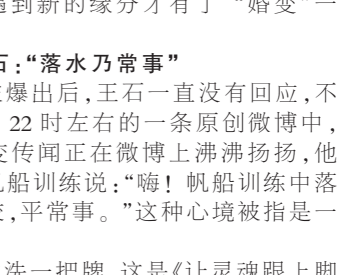 遇到新的缘分才有了“婚变”一
石：“落水乃常事”
爆出后，王石一直没有回应，不
22 时左右的一条原创微博中，
变传闻正在微博上沸沸扬扬，他
帆船训练说：“嗨！帆船训练中落
平常事。”这种心境被指是一
洗一把牌，这是《让灵魂跟上脚